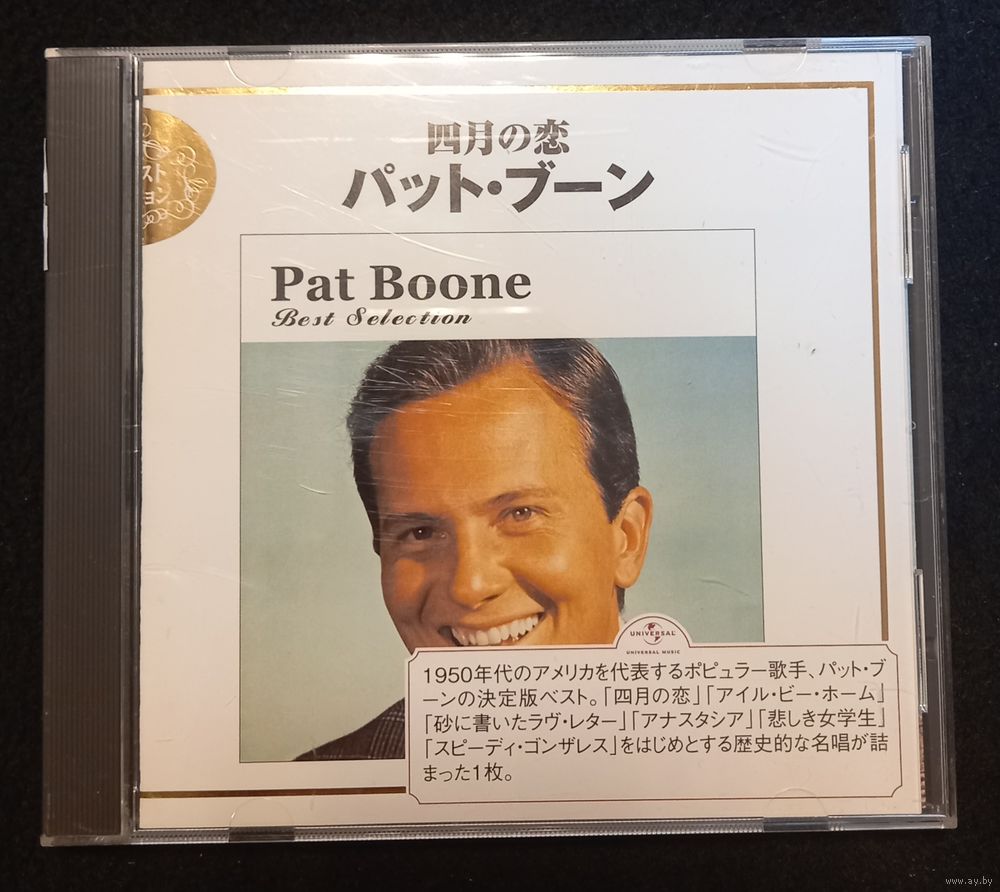 四月の恋
パット・ブーン
スト
ョン
Pat Boone
Best Selection
UNIVERSAL
UNIVERSAL MUSIC
1950年代のアメリカを代表するポピュラー歌手、パット・ブ
ーンの決定版ベスト。「四月の恋」「アイル・ビー・ホーム」
「砂に書いたラヴ・レター」「アナスタシア」「悲しき女学生」
「スピーディ・ゴンザレス」をはじめとする歴史的な名唱が詰
まった1枚。
www.ay.by